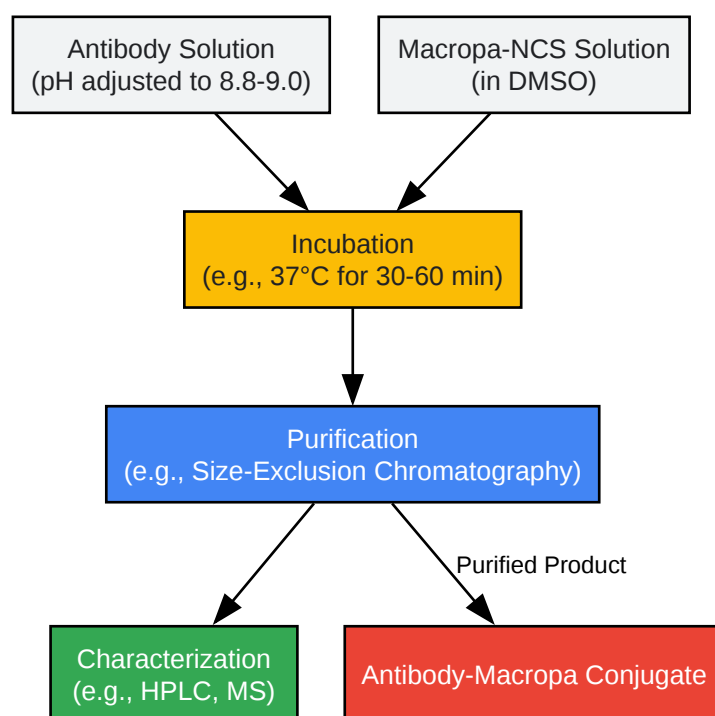 Antibody Solution
(pH adjusted to 8.8-9.0)
Macropa-NCS Solution
(in DMSO)
Incubation
(e.g., 37°C for 30-60 min)
Purification
(e.g., Size-Exclusion Chromatography)
Purified Product
Characterization
(e.g., HPLC, MS)
Antibody-Macropa Conjugate